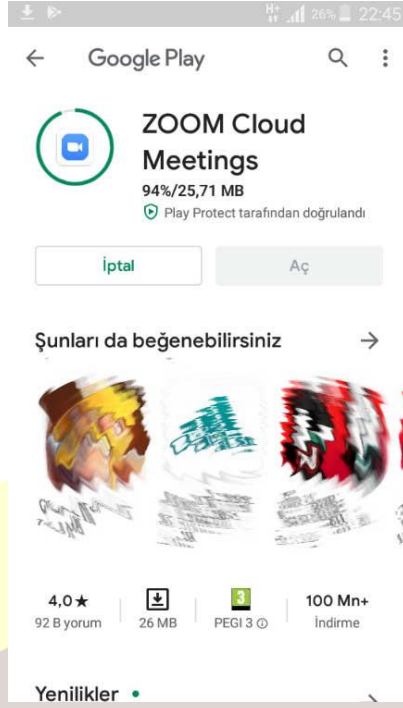 H+ 26% 22:45
Google Play
ZOOM Cloud
Meetings
94%/25,71 MB
Play Protect tarafından doğrulandı
İptal
Aç
Şunları da beğenebilirsiniz
4,0★
92 B yorum
26 MB
3
PEGI 3
100 Mn+
İndirme
Yenilikler